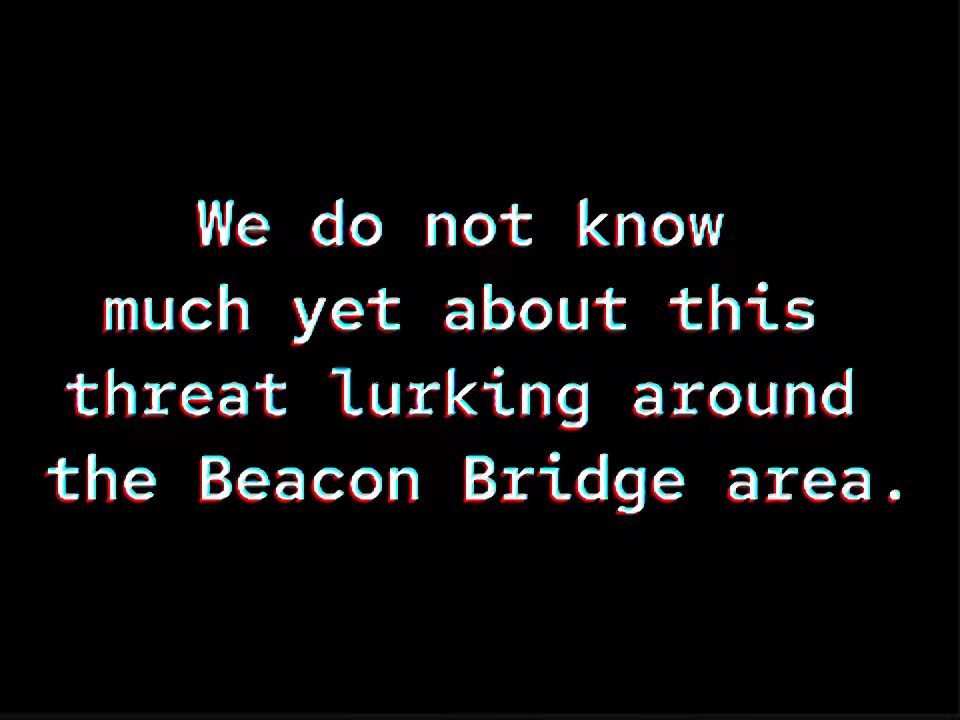 We do not know
much yet about this
threat lurking around
the Beacon Bridge area.